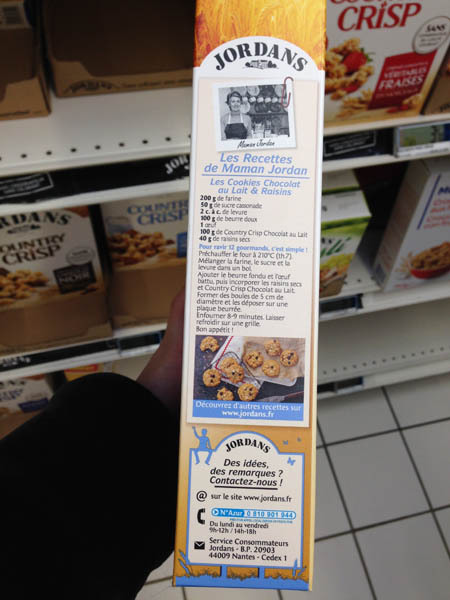 JORDANS
Maman Jordan
Les Recettes
de Maman Jordan
Les Cookies Chocolat
au Lait & Raisins
200 g de farine
50 g de sucre cassonade
2 c. à c. de levure
100 g de beurre doux
1 œuf
100 g de Country Crisp Chocolat au Lait
40 g de raisins secs
Pour ravir 12 gourmands, c'est simple !
Préchauffer le four à 210°C (th.7).
Mélanger la farine, le sucre et la
levure dans un bol.
Ajouter le beurre fondu et l'œuf
battu, puis incorporer les raisins secs
et Country Crisp Chocolat au Lait.
Former des boules de 5 cm de
diamètre et les déposer sur une
plaque beurrée.
Enfourner 8-9 minutes. Laisser
refroidir sur une grille.
Bon appétit !
Découvrez d'autres recettes sur
www.jordans.fr
JORDANS
Des idées,
des remarques ?
Contactez-nous !
@ sur le site www.jordans.fr
N°Azur 0 810 901 944
Du lundi au vendredi
9h-12h / 14h-18h
Service Consommateurs
Jordans - B.P. 20903
44009 Nantes - Cedex 1
COUNTRY
CRISP
SANS
VÉRITABLES
FRAISES
JORDANS
COUNTRY
CRISP
COUNTRY
CRISP